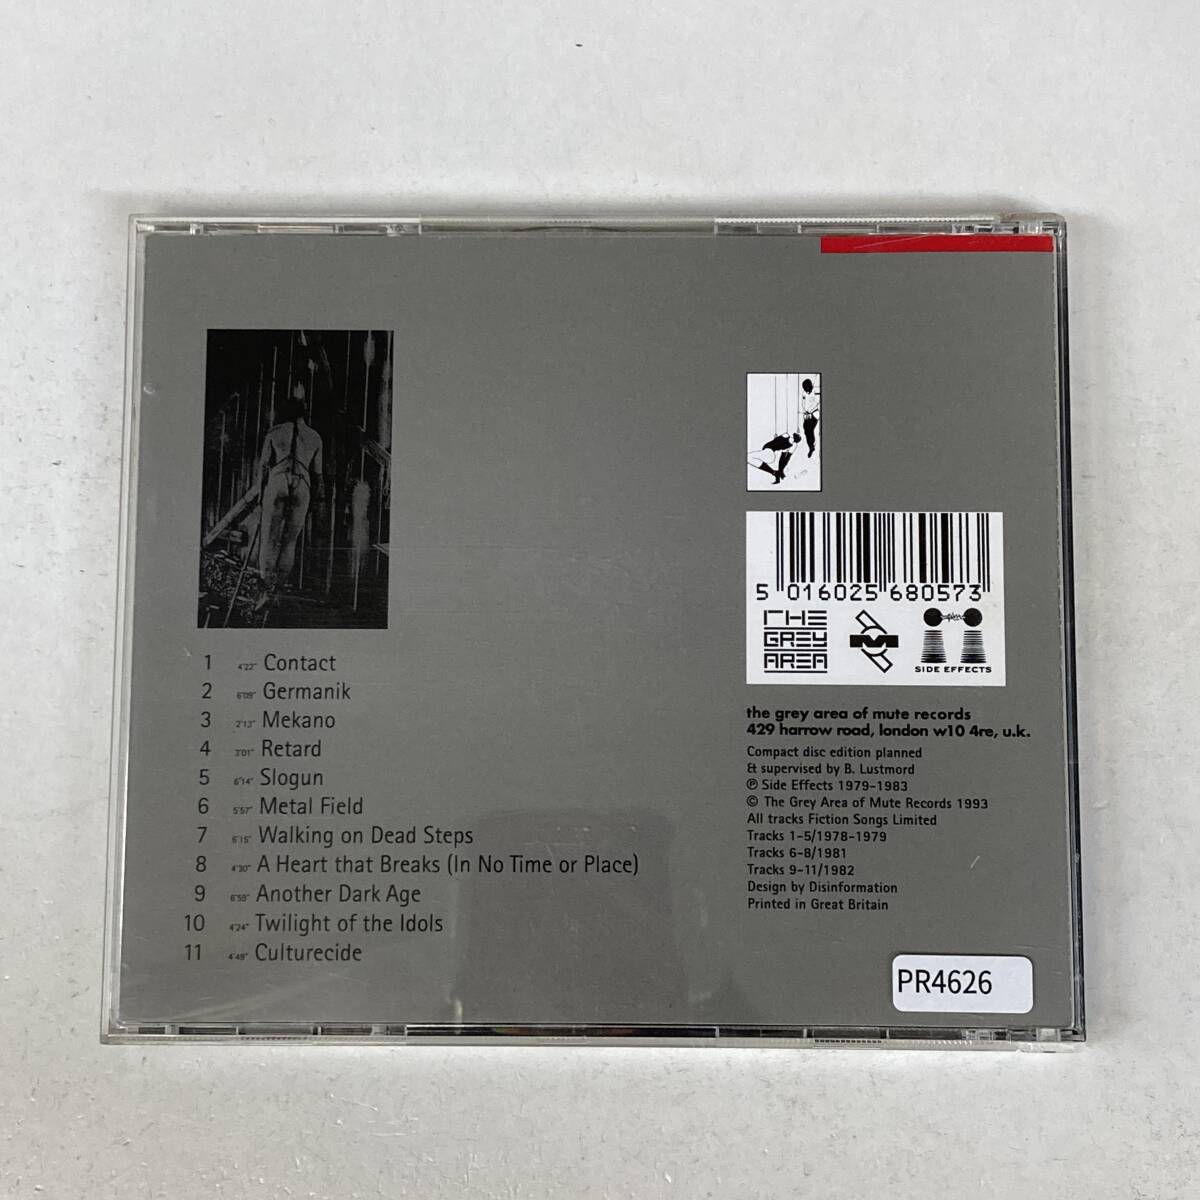 1 4'22" Contact
2 6'09" Germanik
3 2'13" Mekano
4 3'01" Retard
5 6'14" Slogun
6 5'57" Metal Field
7 6'15" Walking on Dead Steps
8 4'30" A Heart that Breaks (In No Time or Place)
9 6'59" Another Dark Age
10 4'24" Twilight of the Idols
11 4'49" Culturecide
5 016025 680573
THE GREY AREA
SIDE EFFECTS
the grey area of mute records
429 harrow road, london w10 4re, u.k.
Compact disc edition planned
& supervised by B. Lustmord
℗ Side Effects 1979-1983
© The Grey Area of Mute Records 1993
All tracks Fiction Songs Limited
Tracks 1-5/1978-1979
Tracks 6-8/1981
Tracks 9-11/1982
Design by Disinformation
Printed in Great Britain
PR4626